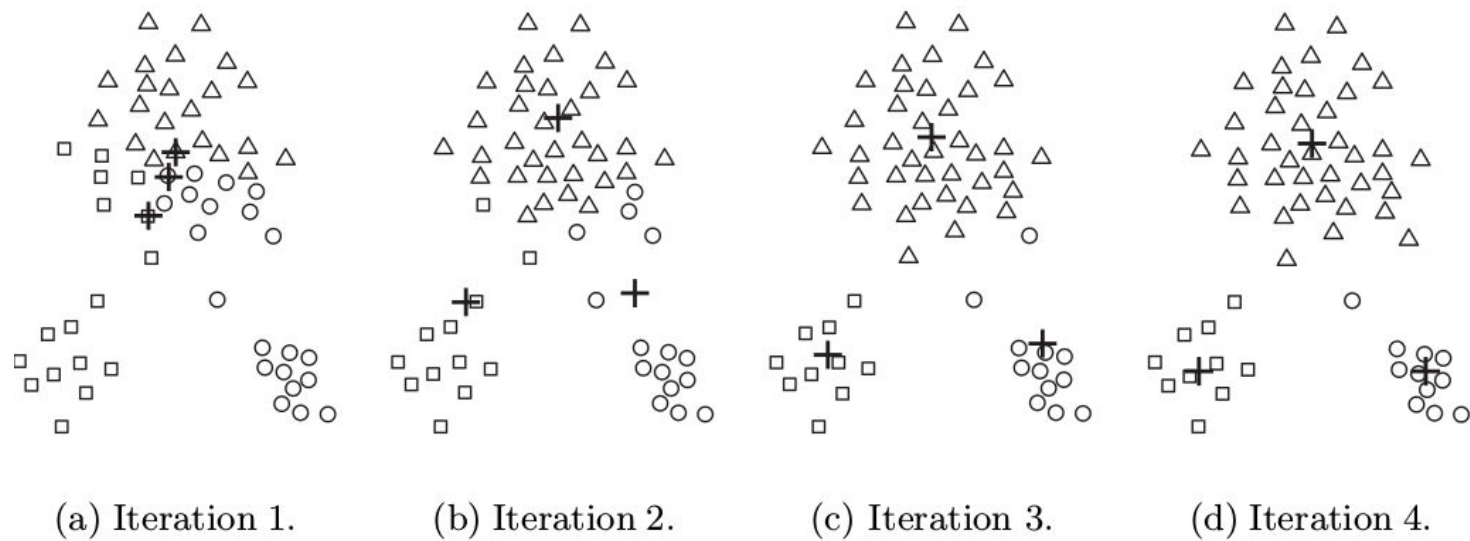 (a) Iteration 1.
(b) Iteration 2.
(c) Iteration 3.
(d) Iteration 4.